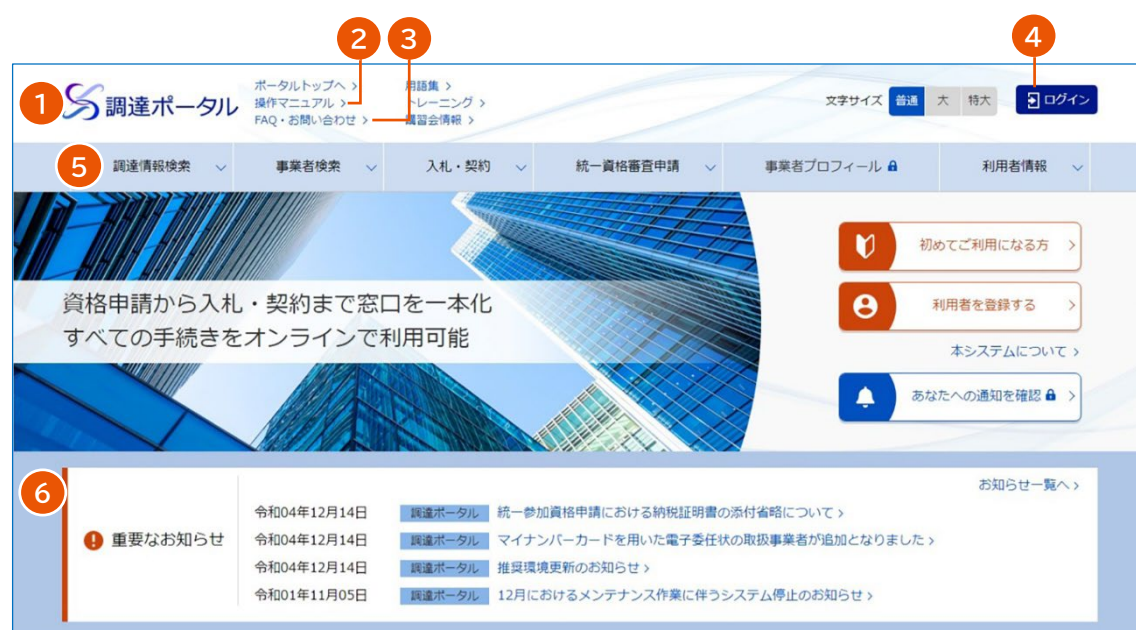 2 3 4
1 調達ポータル
ポータルトップへ 用語集
操作マニュアル トレーニング
FAQ・お問い合わせ 講習会情報
文字サイズ 普通 大 特大 ログイン
5 調達情報検索 事業者検索 入札・契約 統一資格審査申請 事業者プロフィール 利用者情報
初めてご利用になる方
資格申請から入札・契約まで窓口を一本化
すべての手続きをオンラインで利用可能
利用者を登録する
本システムについて
あなたへの通知を確認
6
お知らせ一覧へ
重要なお知らせ
令和04年12月14日 調達ポータル 統一参加資格申請における納税証明書の添付省略について
令和04年12月14日 調達ポータル マイナンバーカードを用いた電子委任状の取扱事業者が追加となりました
令和04年12月14日 調達ポータル 推奨環境更新のお知らせ
令和01年11月05日 調達ポータル 12月におけるメンテナンス作業に伴うシステム停止のお知らせ